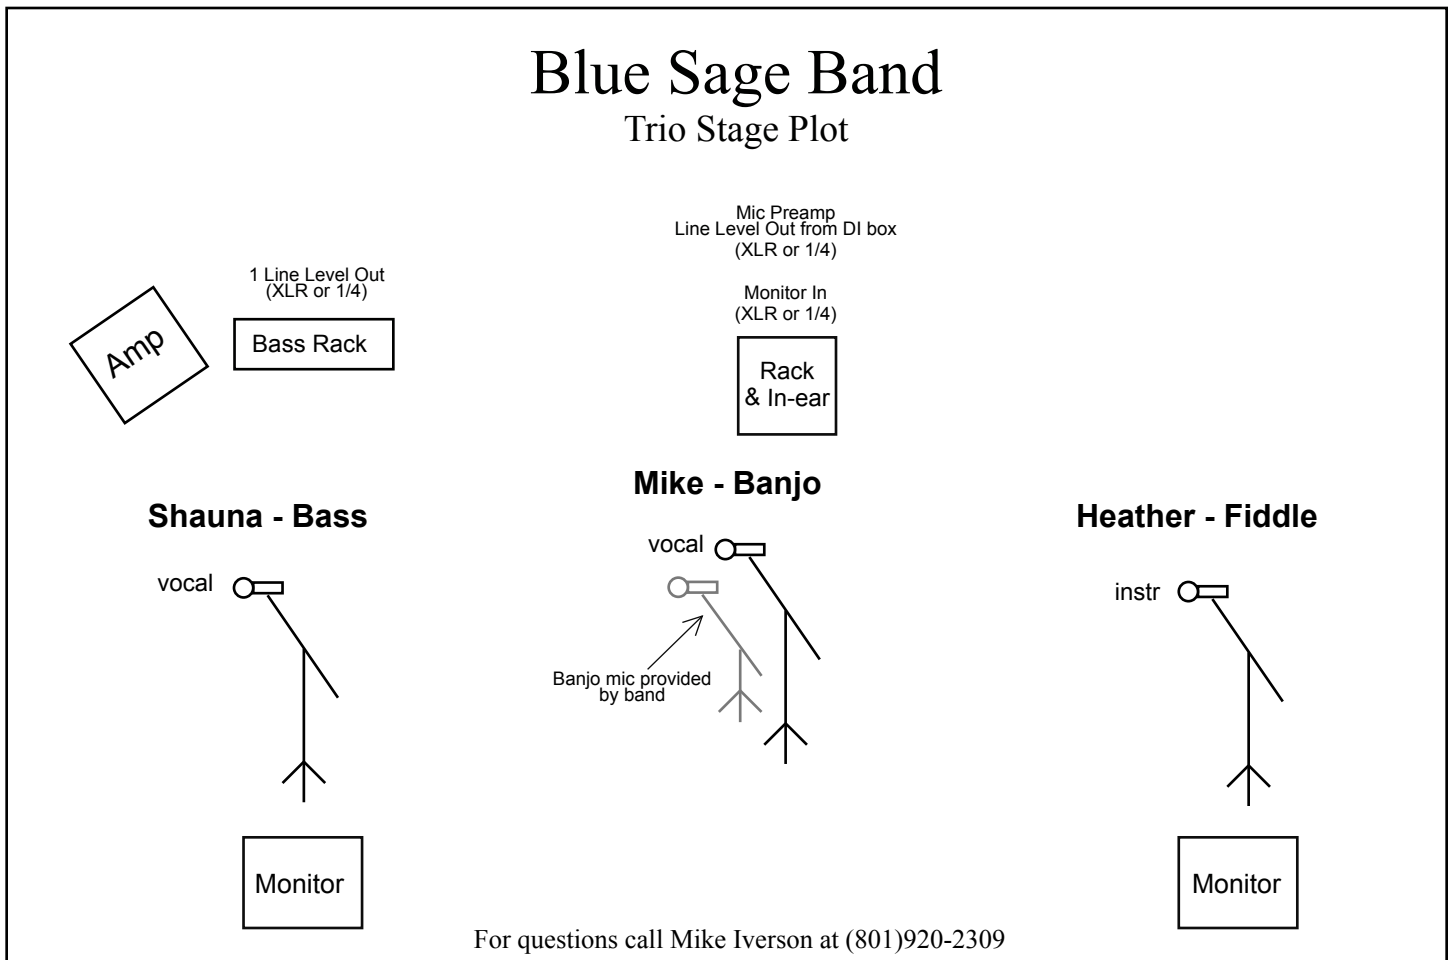 Blue Sage Band
Trio Stage Plot
Mic Preamp
Line Level Out from DI box
(XLR or 1/4)
Monitor In
(XLR or 1/4)
1 Line Level Out
(XLR or 1/4)
Amp
Bass Rack
Rack
& In-ear
Mike - Banjo
Shauna - Bass
Heather - Fiddle
vocal
vocal
instr
Banjo mic provided
by band
Monitor
Monitor
For questions call Mike Iverson at (801)920-2309